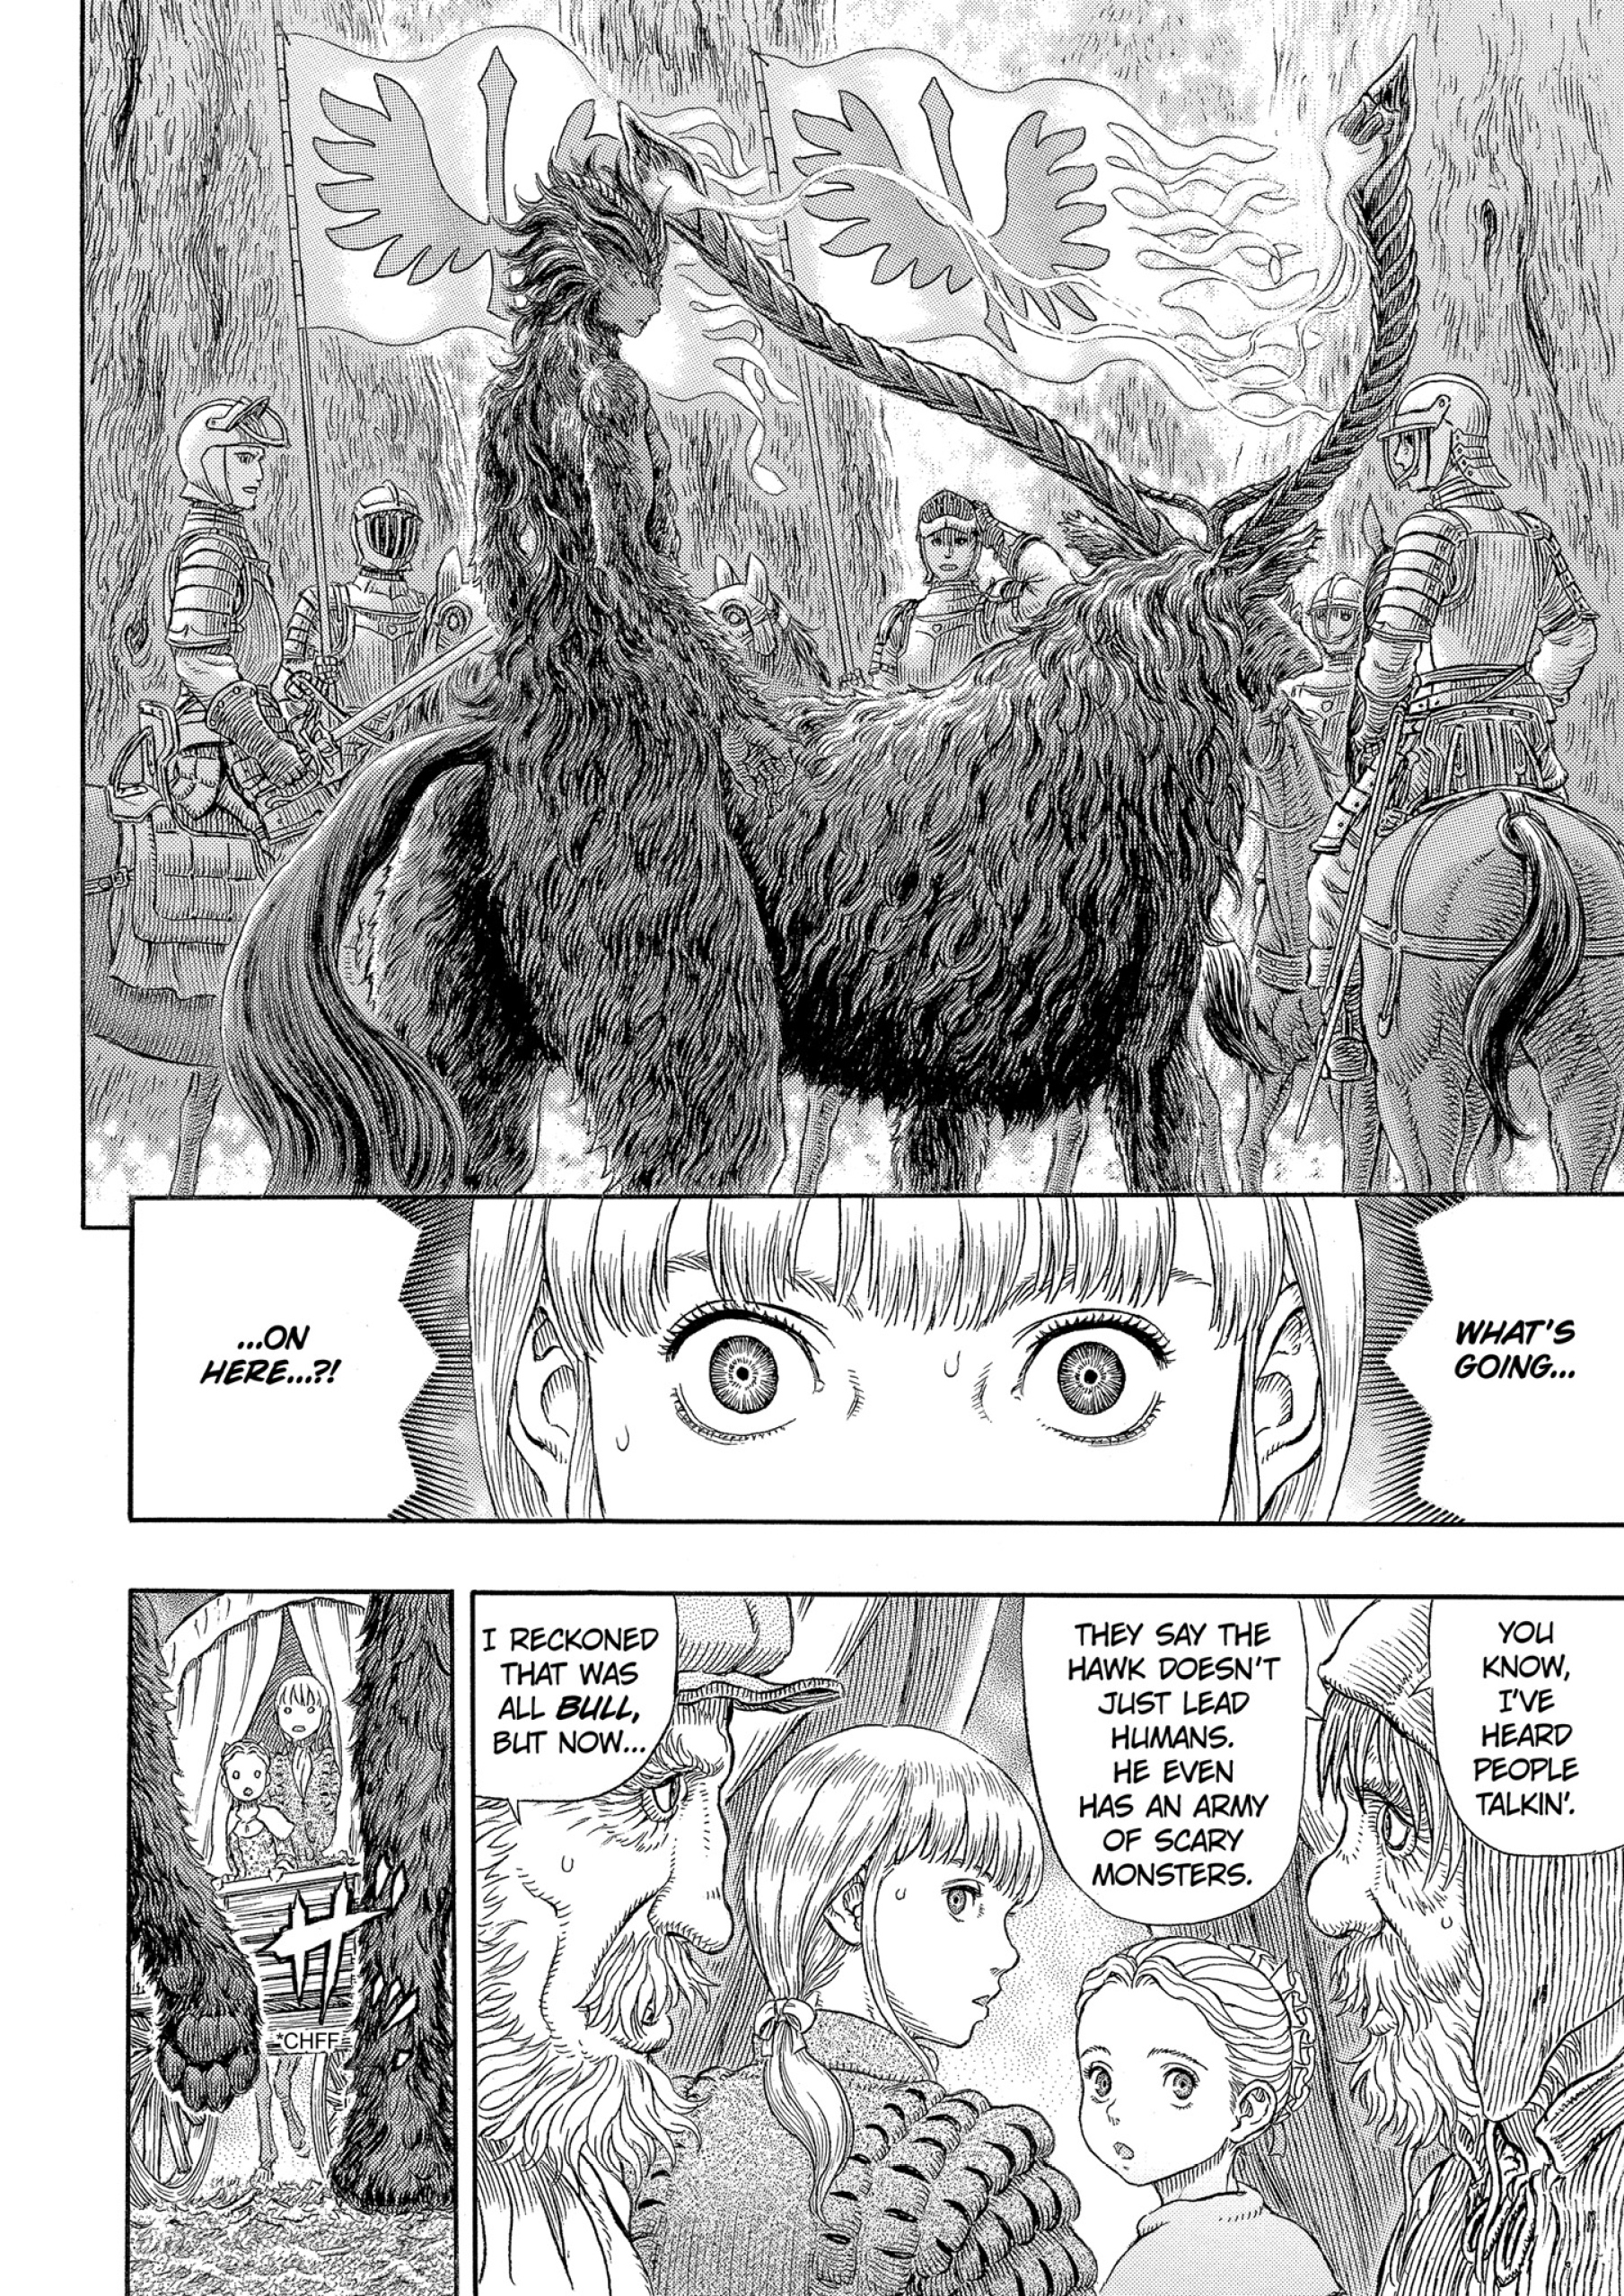 WHAT'S
GOING...
...ON
HERE...?!
YOU
KNOW,
I'VE
HEARD
PEOPLE
TALKIN'.
THEY SAY THE
HAWK DOESN'T
JUST LEAD
HUMANS.
HE EVEN
HAS AN ARMY
OF SCARY
MONSTERS.
I RECKONED
THAT WAS
ALL BULL,
BUT NOW...
*CHFF